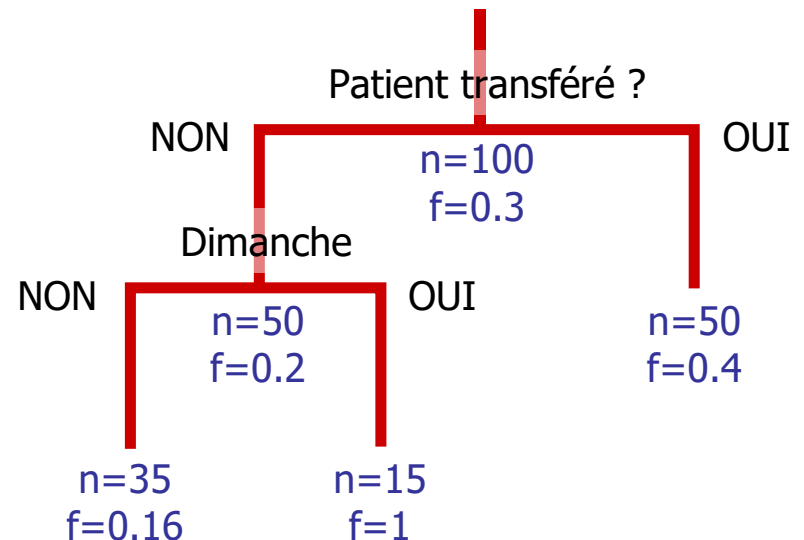 Patient transféré ?
NON
OUI
n=100
f=0.3
Dimanche
NON
OUI
n=50
f=0.2
n=50
f=0.4
n=35
f=0.16
n=15
f=1